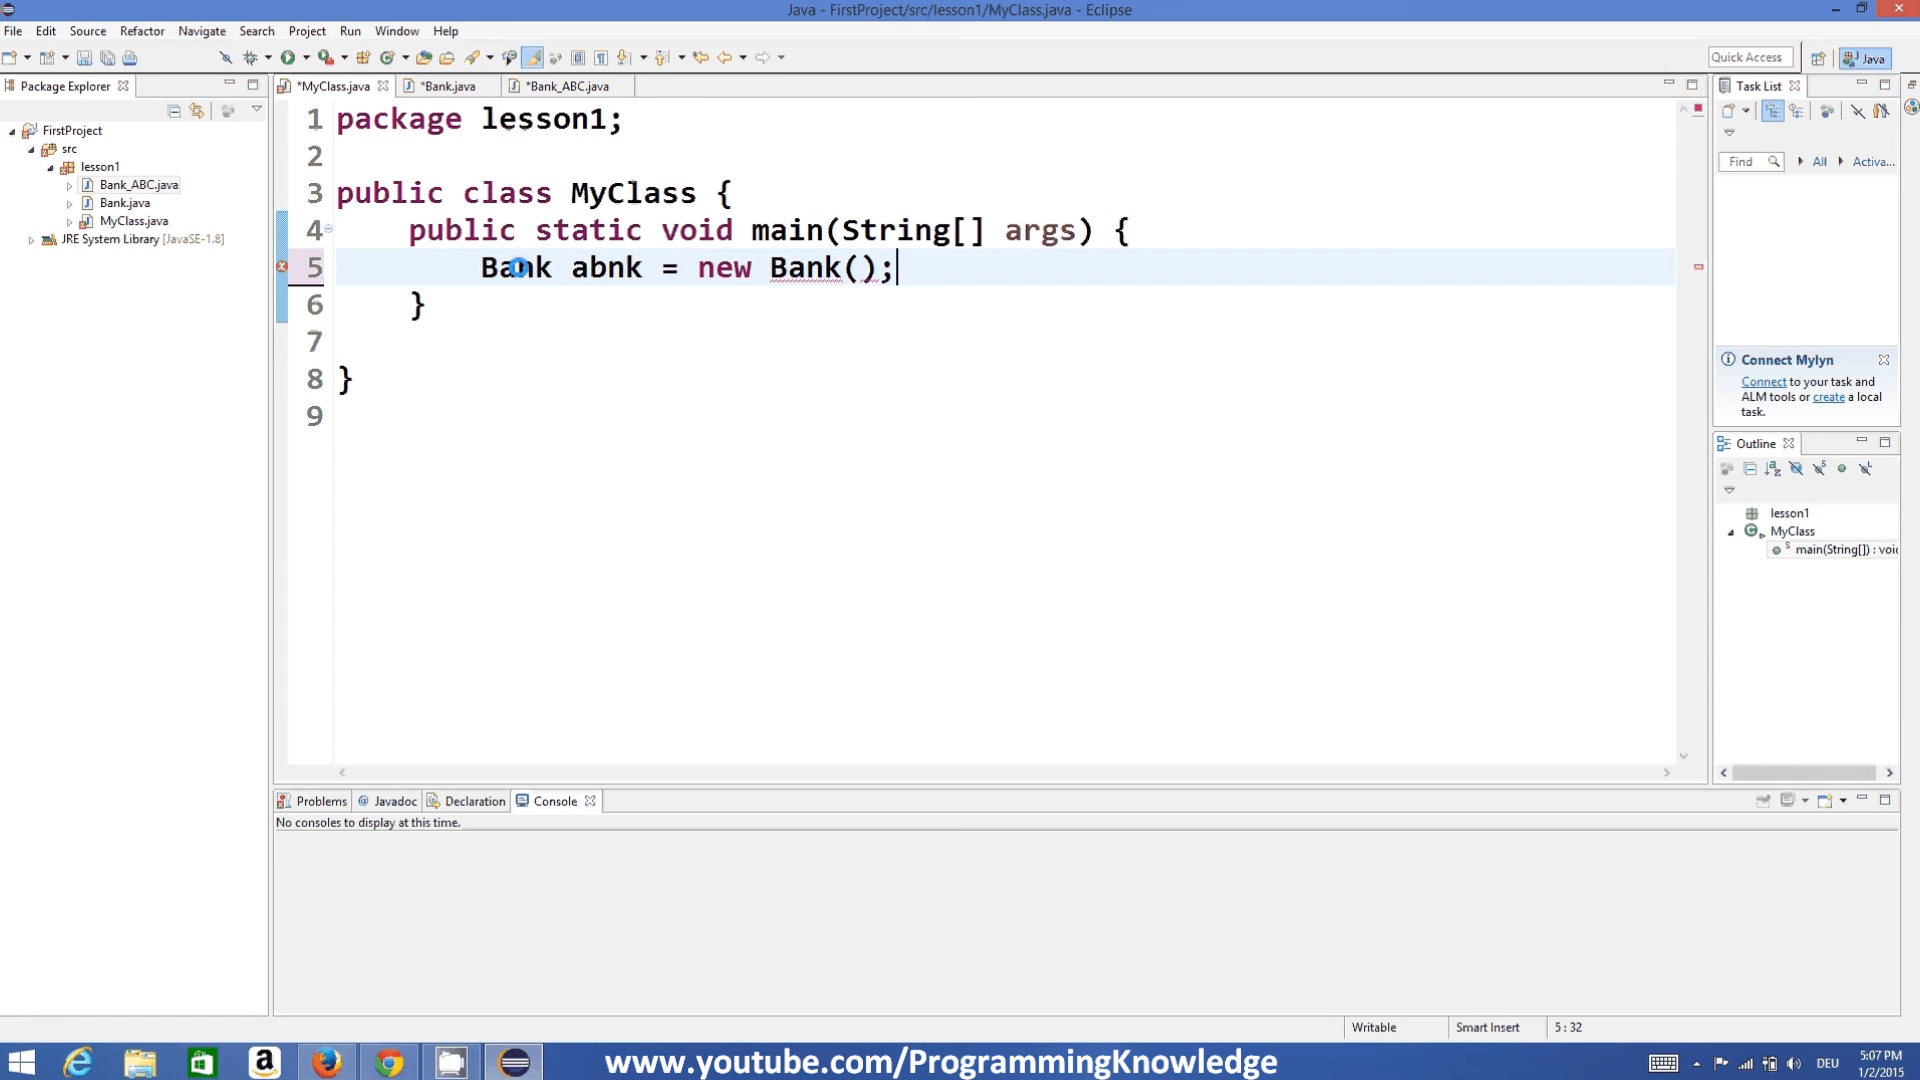 Java - FirstProject/src/lesson1/MyClass.java - Eclipse
File Edit Source Refactor Navigate Search Project Run Window Help
Quick Access
Java
Package Explorer
*MyClass.java
*Bank.java
*Bank_ABC.java
Task List
FirstProject
src
lesson1
Bank_ABC.java
Bank.java
MyClass.java
JRE System Library [JavaSE-1.8]
1 package lesson1;
2
3 public class MyClass {
4 public static void main(String[] args) {
5 Bank abnk = new Bank();
6 }
7
8 }
9
Find
All
Activa...
Connect Mylyn
Connect to your task and
ALM tools or create a local
task.
Outline
lesson1
MyClass
main(String[]) : voi
Problems
@ Javadoc
Declaration
Console
No consoles to display at this time.
Writable
Smart Insert
5 : 32
www.youtube.com/ProgrammingKnowledge
DEU
5:07 PM
1/2/2015